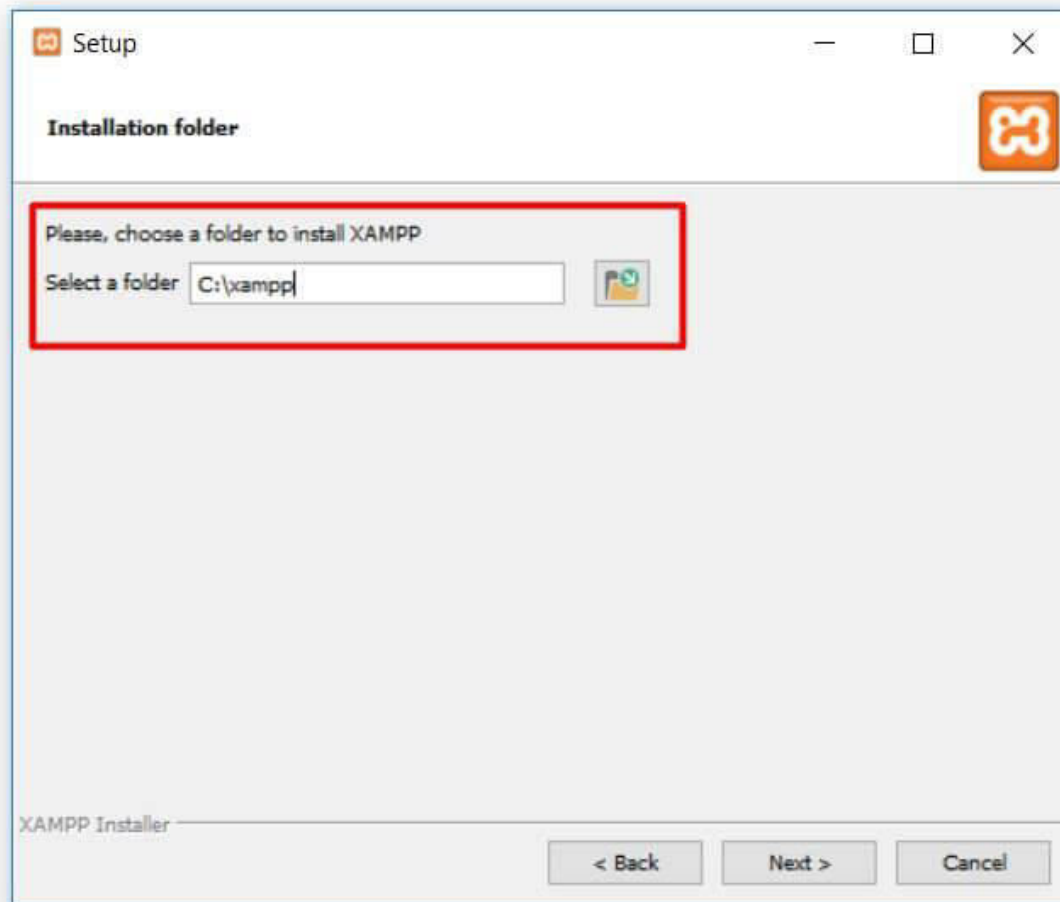 Setup
Installation folder
Please, choose a folder to install XAMPP
Select a folder C:\xampp
XAMPP Installer
< Back Next > Cancel